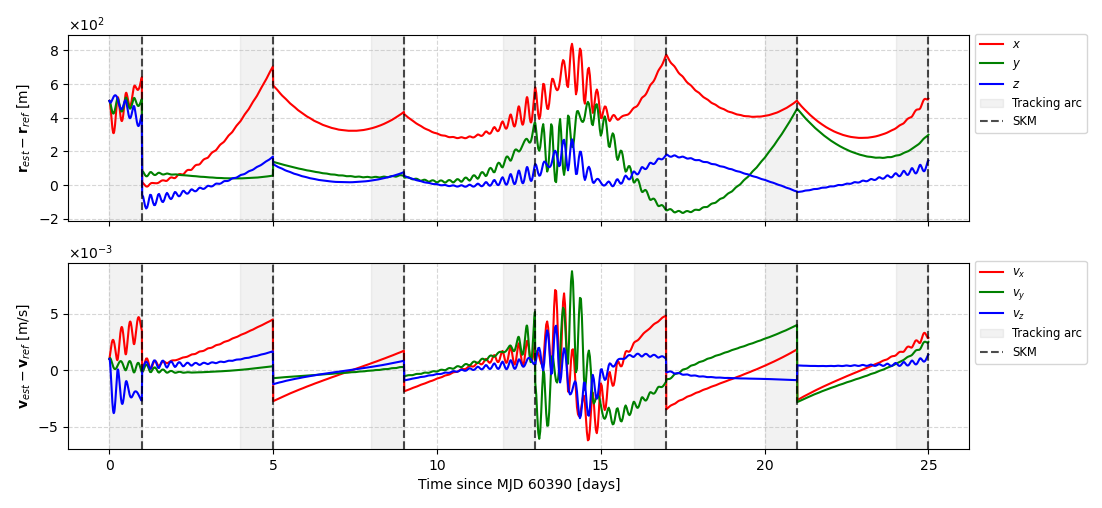 ×10²
8
6
4
2
0
−2
r_est − r_ref [m]
x
y
z
Tracking arc
SKM
×10⁻³
5
0
−5
v_est − v_ref [m/s]
v_x
v_y
v_z
Tracking arc
SKM
0 5 10 15 20 25
Time since MJD 60390 [days]